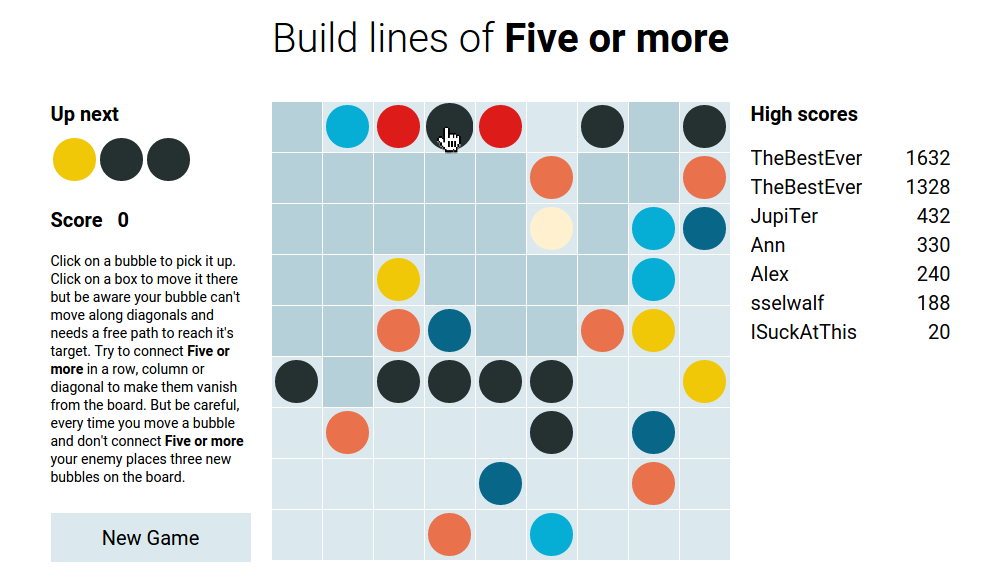 Build lines of Five or more
Up next
Score 0
Click on a bubble to pick it up.
Click on a box to move it there
but be aware your bubble can't
move along diagonals and
needs a free path to reach it's
target. Try to connect Five or
more in a row, column or
diagonal to make them vanish
from the board. But be careful,
every time you move a bubble
and don't connect Five or more
your enemy places three new
bubbles on the board.
New Game
High scores
TheBestEver 1632
TheBestEver 1328
JupiTer 432
Ann 330
Alex 240
sselwalf 188
ISuckAtThis 20